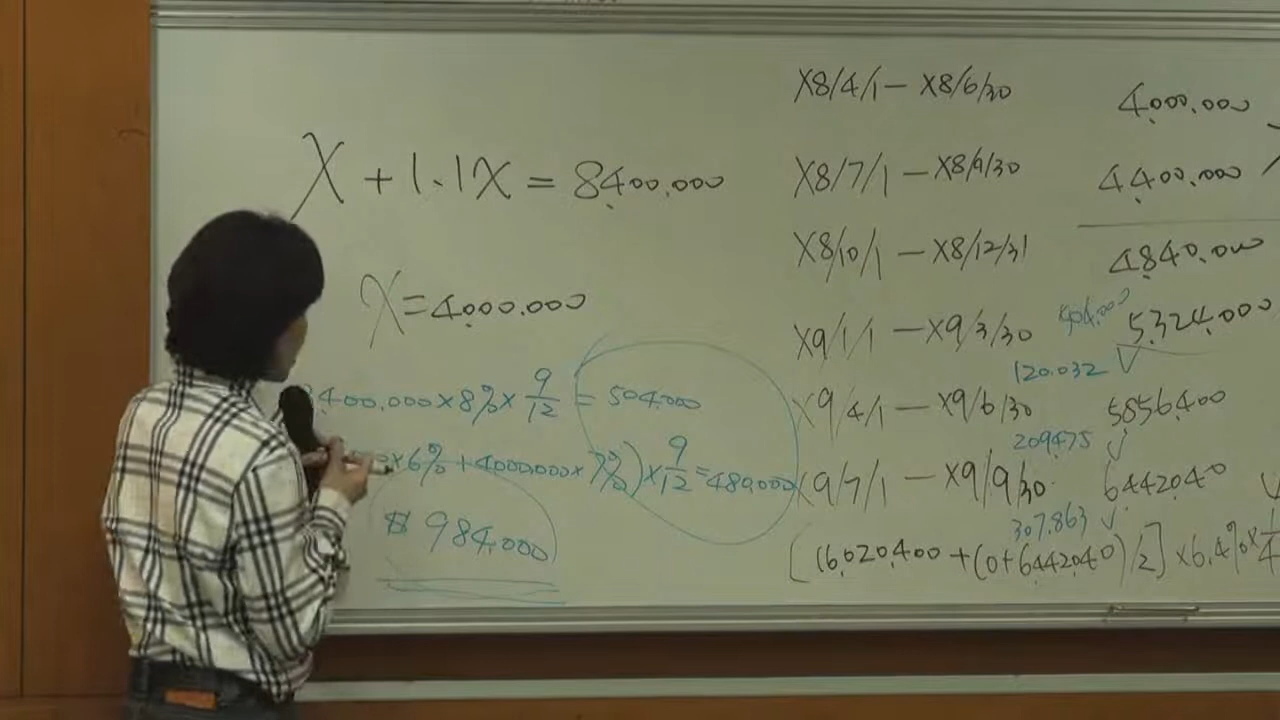 X + 1.1X = 8,400,000
X = 4,000,000
8,400,000 × 8% × 9/12 = 504,000
×6% + 4000000 × 7%) × 9/12 = 480,000
$ 984,000
X8/4/1 — X8/6/30 4,000,000
X8/7/1 — X8/9/30 4,400,000
X8/10/1 — X8/12/31 4,840,000
X9/1/1 — X9/3/30 5,324,000
120,032 ✓
X9/4/1 — X9/6/30 5,856,400
209475 ✓
X9/7/1 — X9/9/30 6,442,040
307,863 ✓
[(6,020,400 + (0+6,442,040)/2] × 6.4% × 1/4